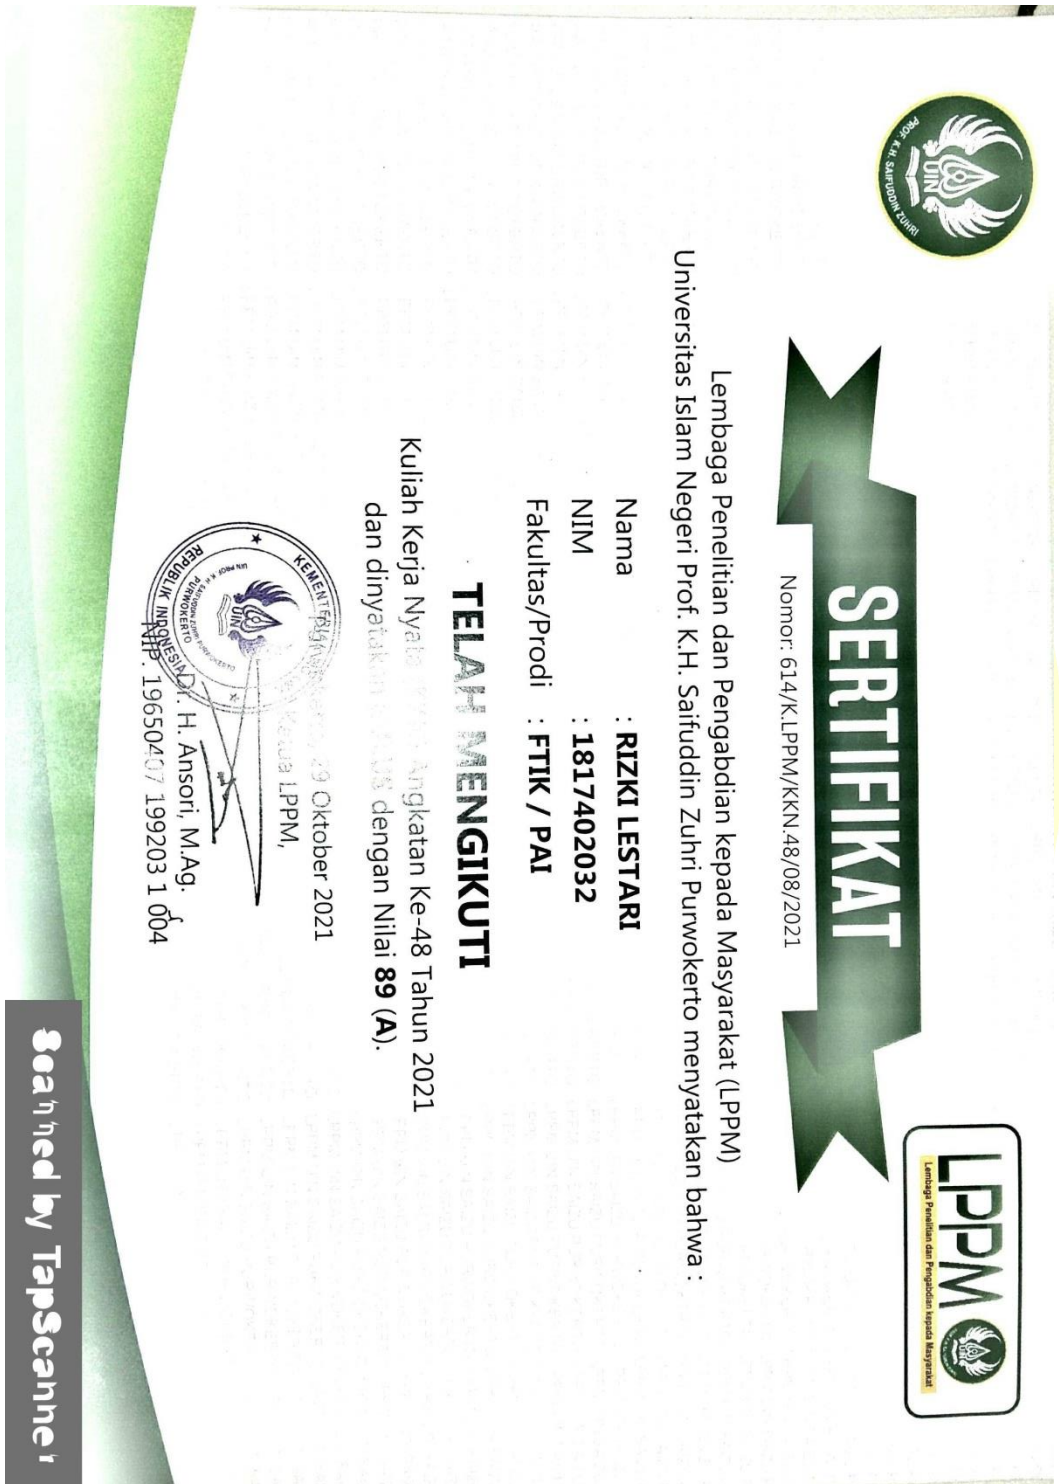 PROF. K.H. SAIFUDDIN ZUHRI
UIN
LPPM
Lembaga Penelitian dan Pengabdian kepada Masyarakat
SERTIFIKAT
Nomor: 614/K.LPPM/KKN.48/08/2021
Lembaga Penelitian dan Pengabdian kepada Masyarakat (LPPM)
Universitas Islam Negeri Prof. K.H. Saifuddin Zuhri Purwokerto menyatakan bahwa :
Nama : RIZKI LESTARI
NIM : 1817402032
Fakultas/Prodi : FTIK / PAI
TELAH MENGIKUTI
Kuliah Kerja Nyata Angkatan Ke-48 Tahun 2021
dan dinyatakan dengan Nilai 89 (A).
29 Oktober 2021
Ketua LPPM,
REPUBLIK INDONESIA
UIN
PURWOKERTO
Dr. H. Ansori, M.Ag.
NIP. 19650407 199203 1 004
Scanned by TapScanner